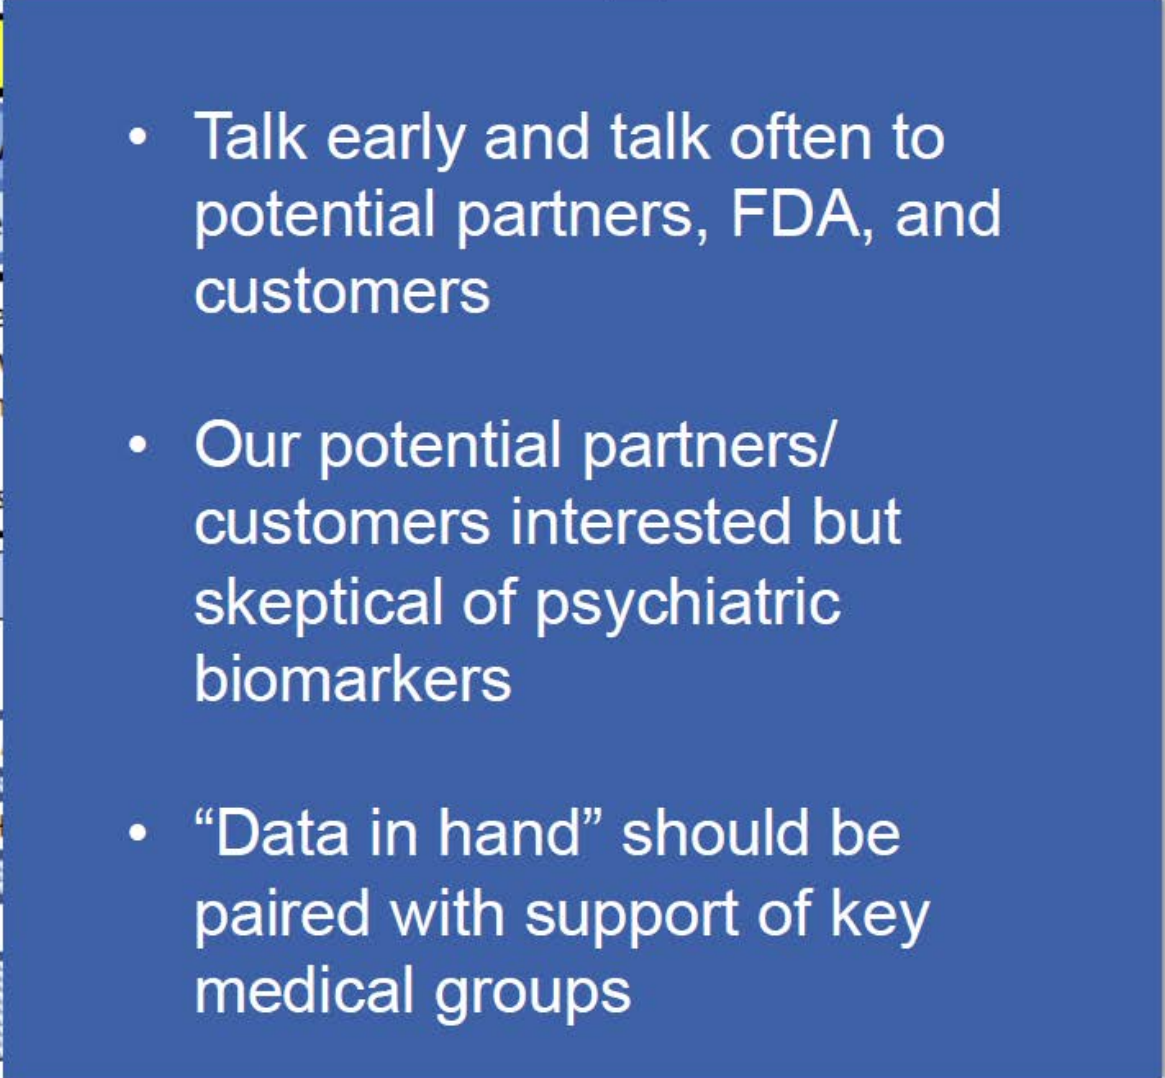 • Talk early and talk often to
potential partners, FDA, and
customers
• Our potential partners/
customers interested but
skeptical of psychiatric
biomarkers
• “Data in hand” should be
paired with support of key
medical groups